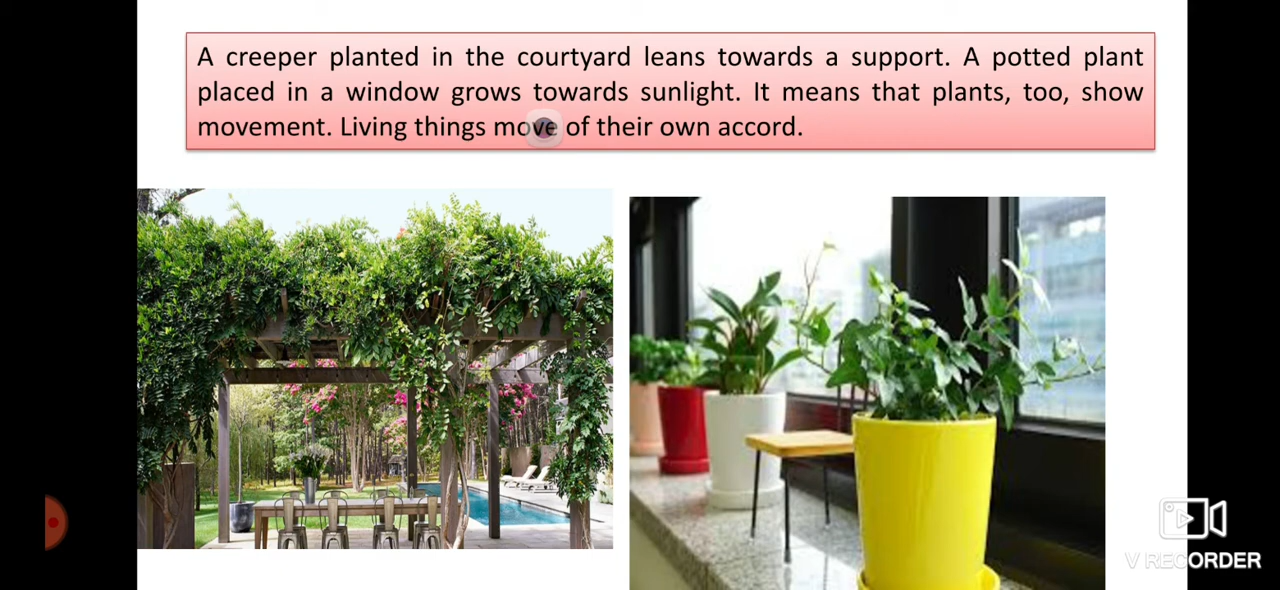 A creeper planted in the courtyard leans towards a support. A potted plant
placed in a window grows towards sunlight. It means that plants, too, show
movement. Living things move of their own accord.
V RECORDER